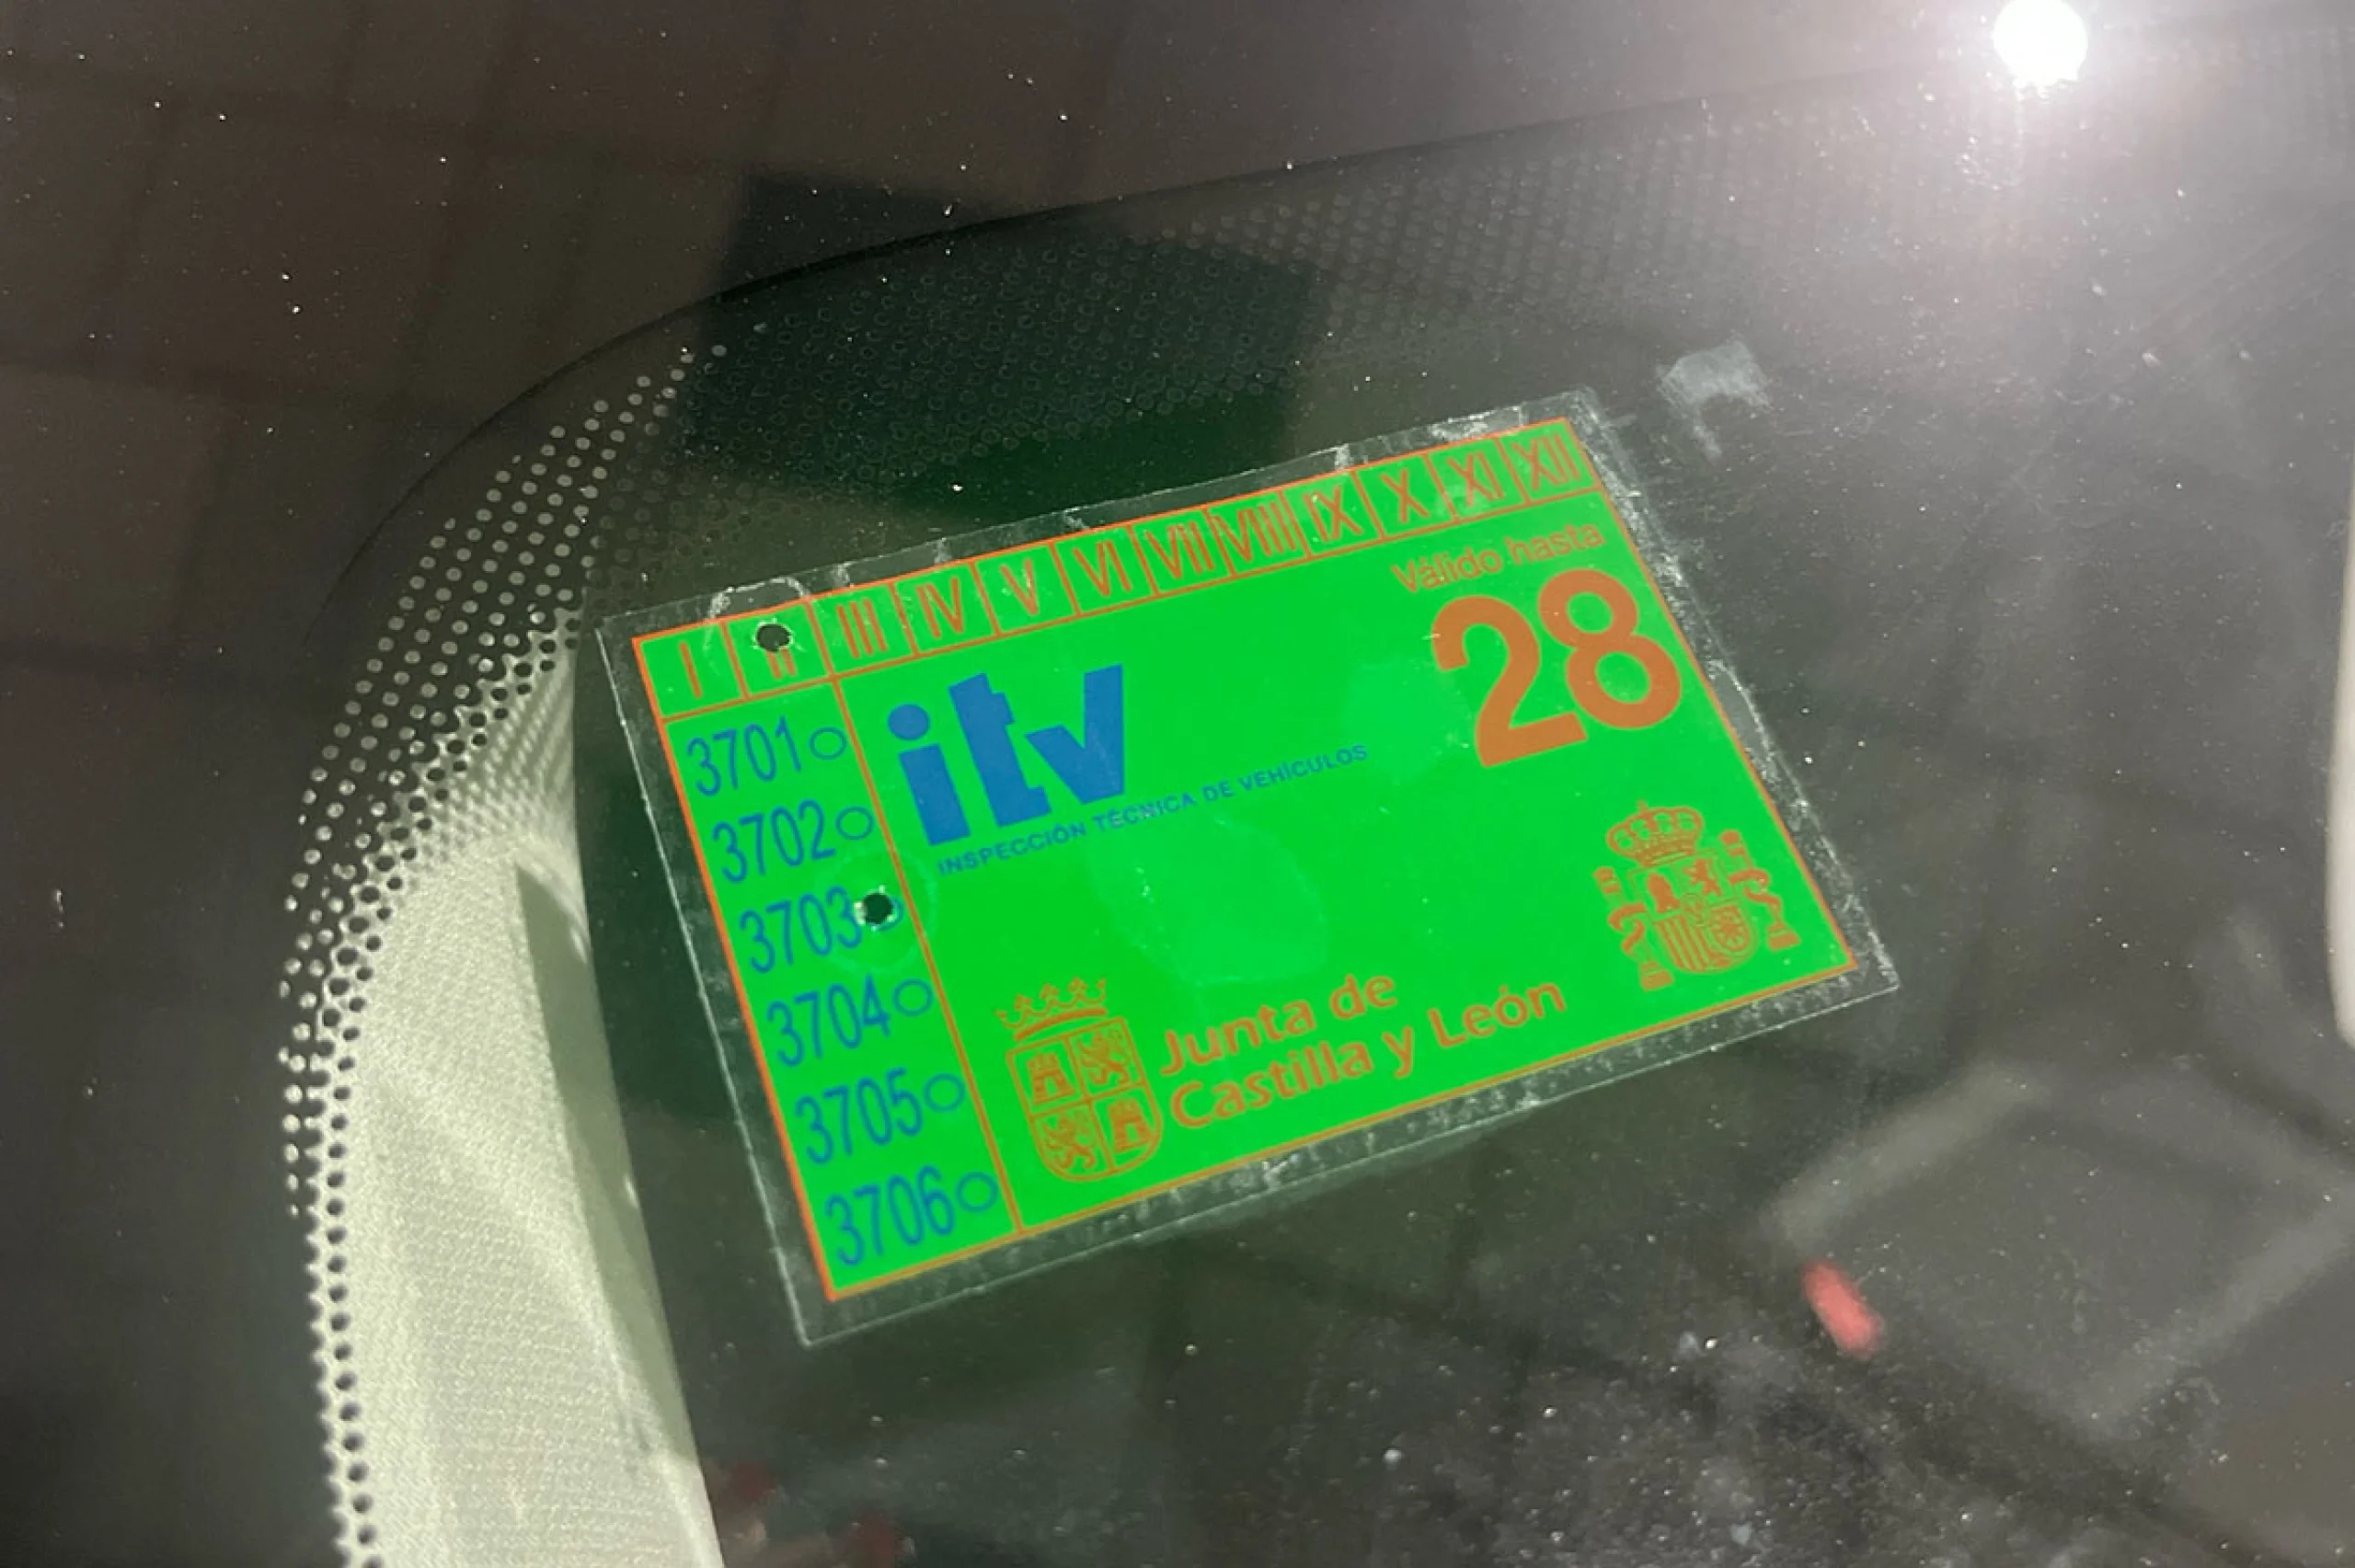 I II III IV V VI VII VIII IX X XI XII
Válido hasta
28
itv
INSPECCIÓN TÉCNICA DE VEHÍCULOS
3701
3702
3703
3704
3705
3706
Junta de
Castilla y León